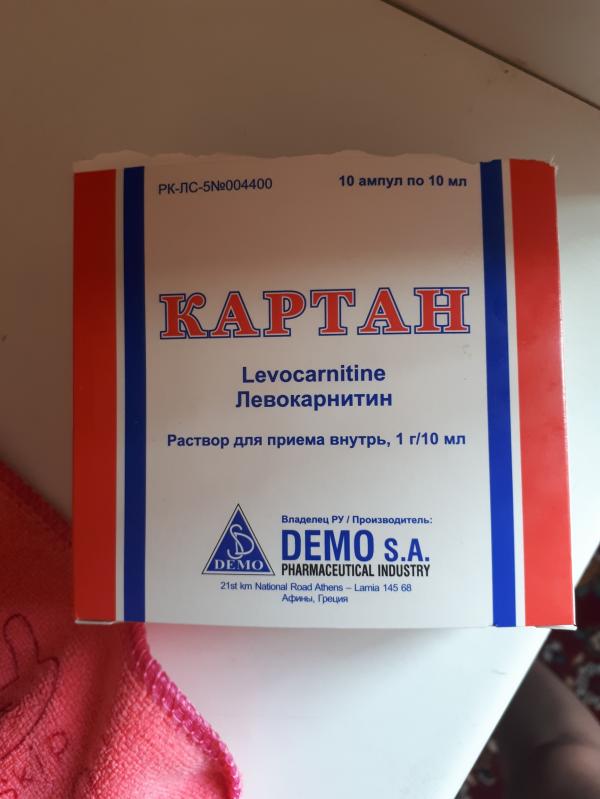 РК-ЛС-5№004400
10 ампул по 10 мл
КАРТАН
Levocarnitine
Левокарнитин
Раствор для приема внутрь, 1 г/10 мл
Владелец РУ / Производитель:
DEMO S.A.
PHARMACEUTICAL INDUSTRY
DEMO
21st km National Road Athens – Lamia 145 68
Афины, Греция